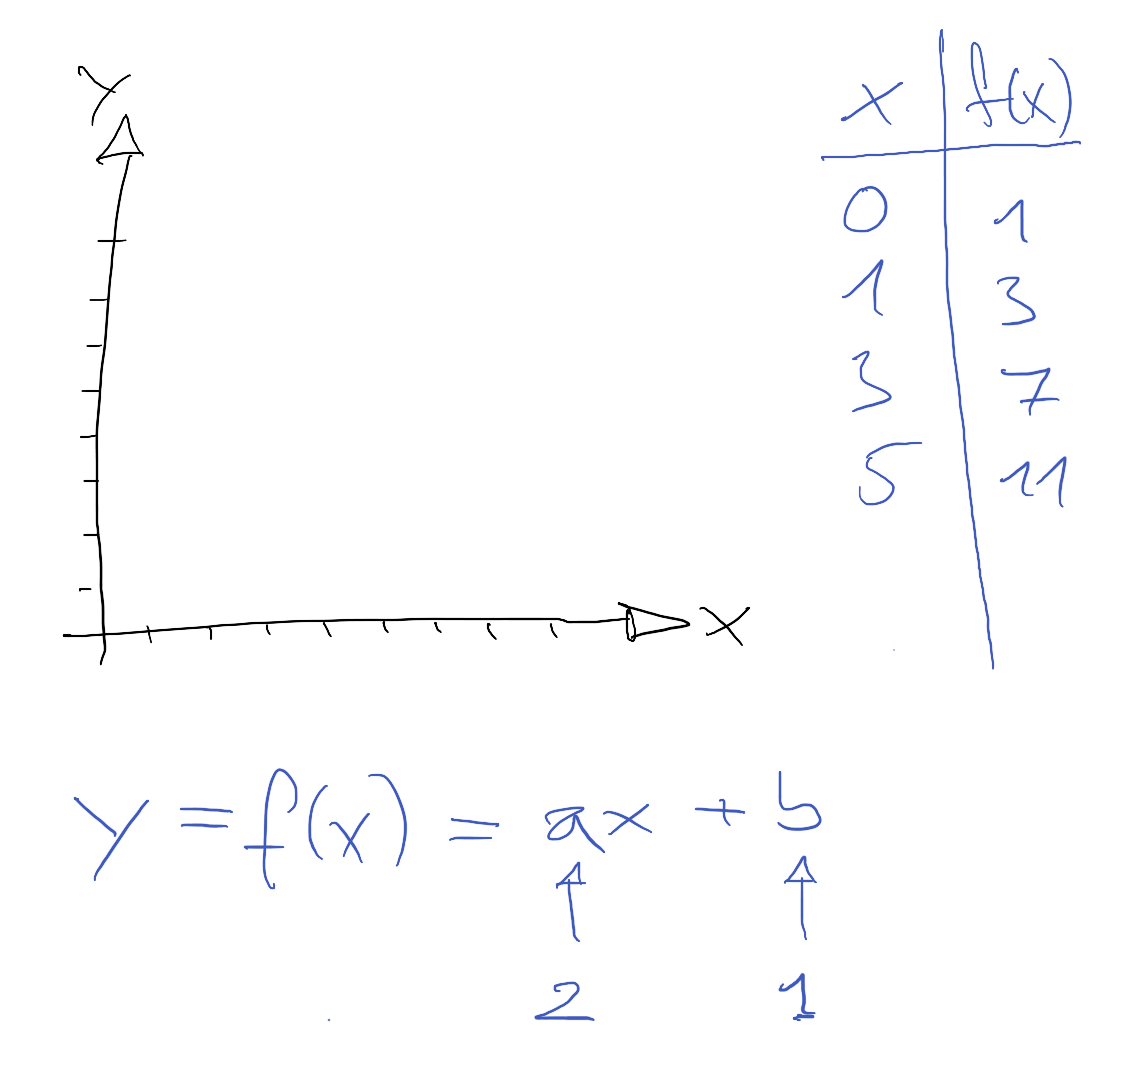 Y
x f(x)
0 1
1 3
3 7
5 11
X
y = f(x) = ax + b
2 1